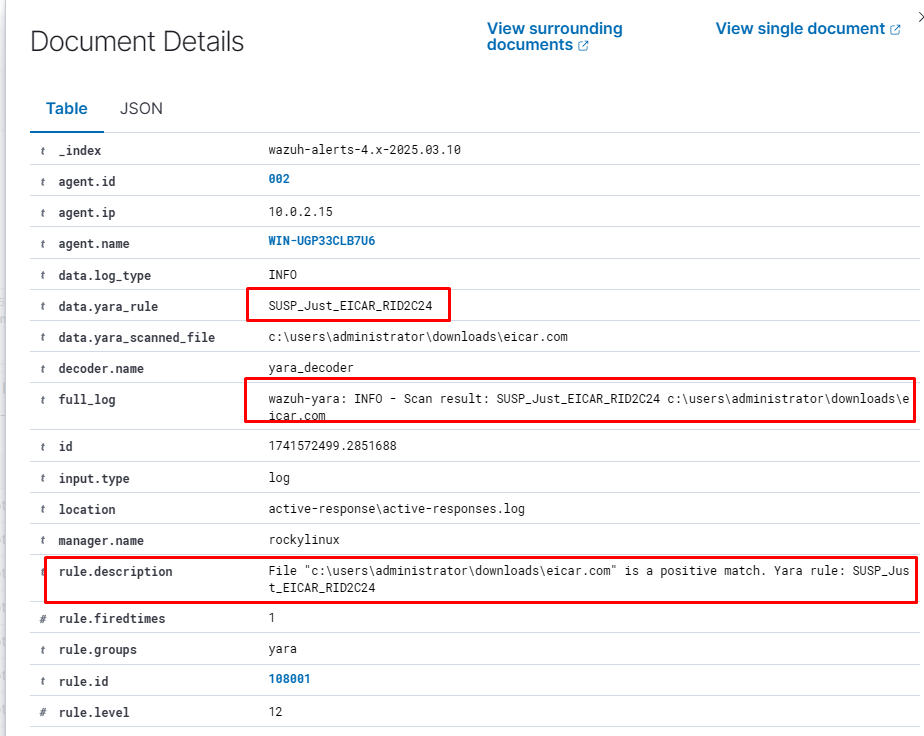 Document Details
View surrounding
documents
View single document
Table
JSON
t _index wazuh-alerts-4.x-2025.03.10
t agent.id 002
t agent.ip 10.0.2.15
t agent.name WIN-UGP33CLB7U6
t data.log_type INFO
t data.yara_rule SUSP_Just_EICAR_RID2C24
t data.yara_scanned_file c:\users\administrator\downloads\eicar.com
t decoder.name yara_decoder
t full_log wazuh-yara: INFO - Scan result: SUSP_Just_EICAR_RID2C24 c:\users\administrator\downloads\e
icar.com
t id 1741572499.2851688
t input.type log
t location active-response\active-responses.log
t manager.name rockylinux
t rule.description File "c:\users\administrator\downloads\eicar.com" is a positive match. Yara rule: SUSP_Jus
t_EICAR_RID2C24
# rule.firedtimes 1
t rule.groups yara
t rule.id 108001
# rule.level 12